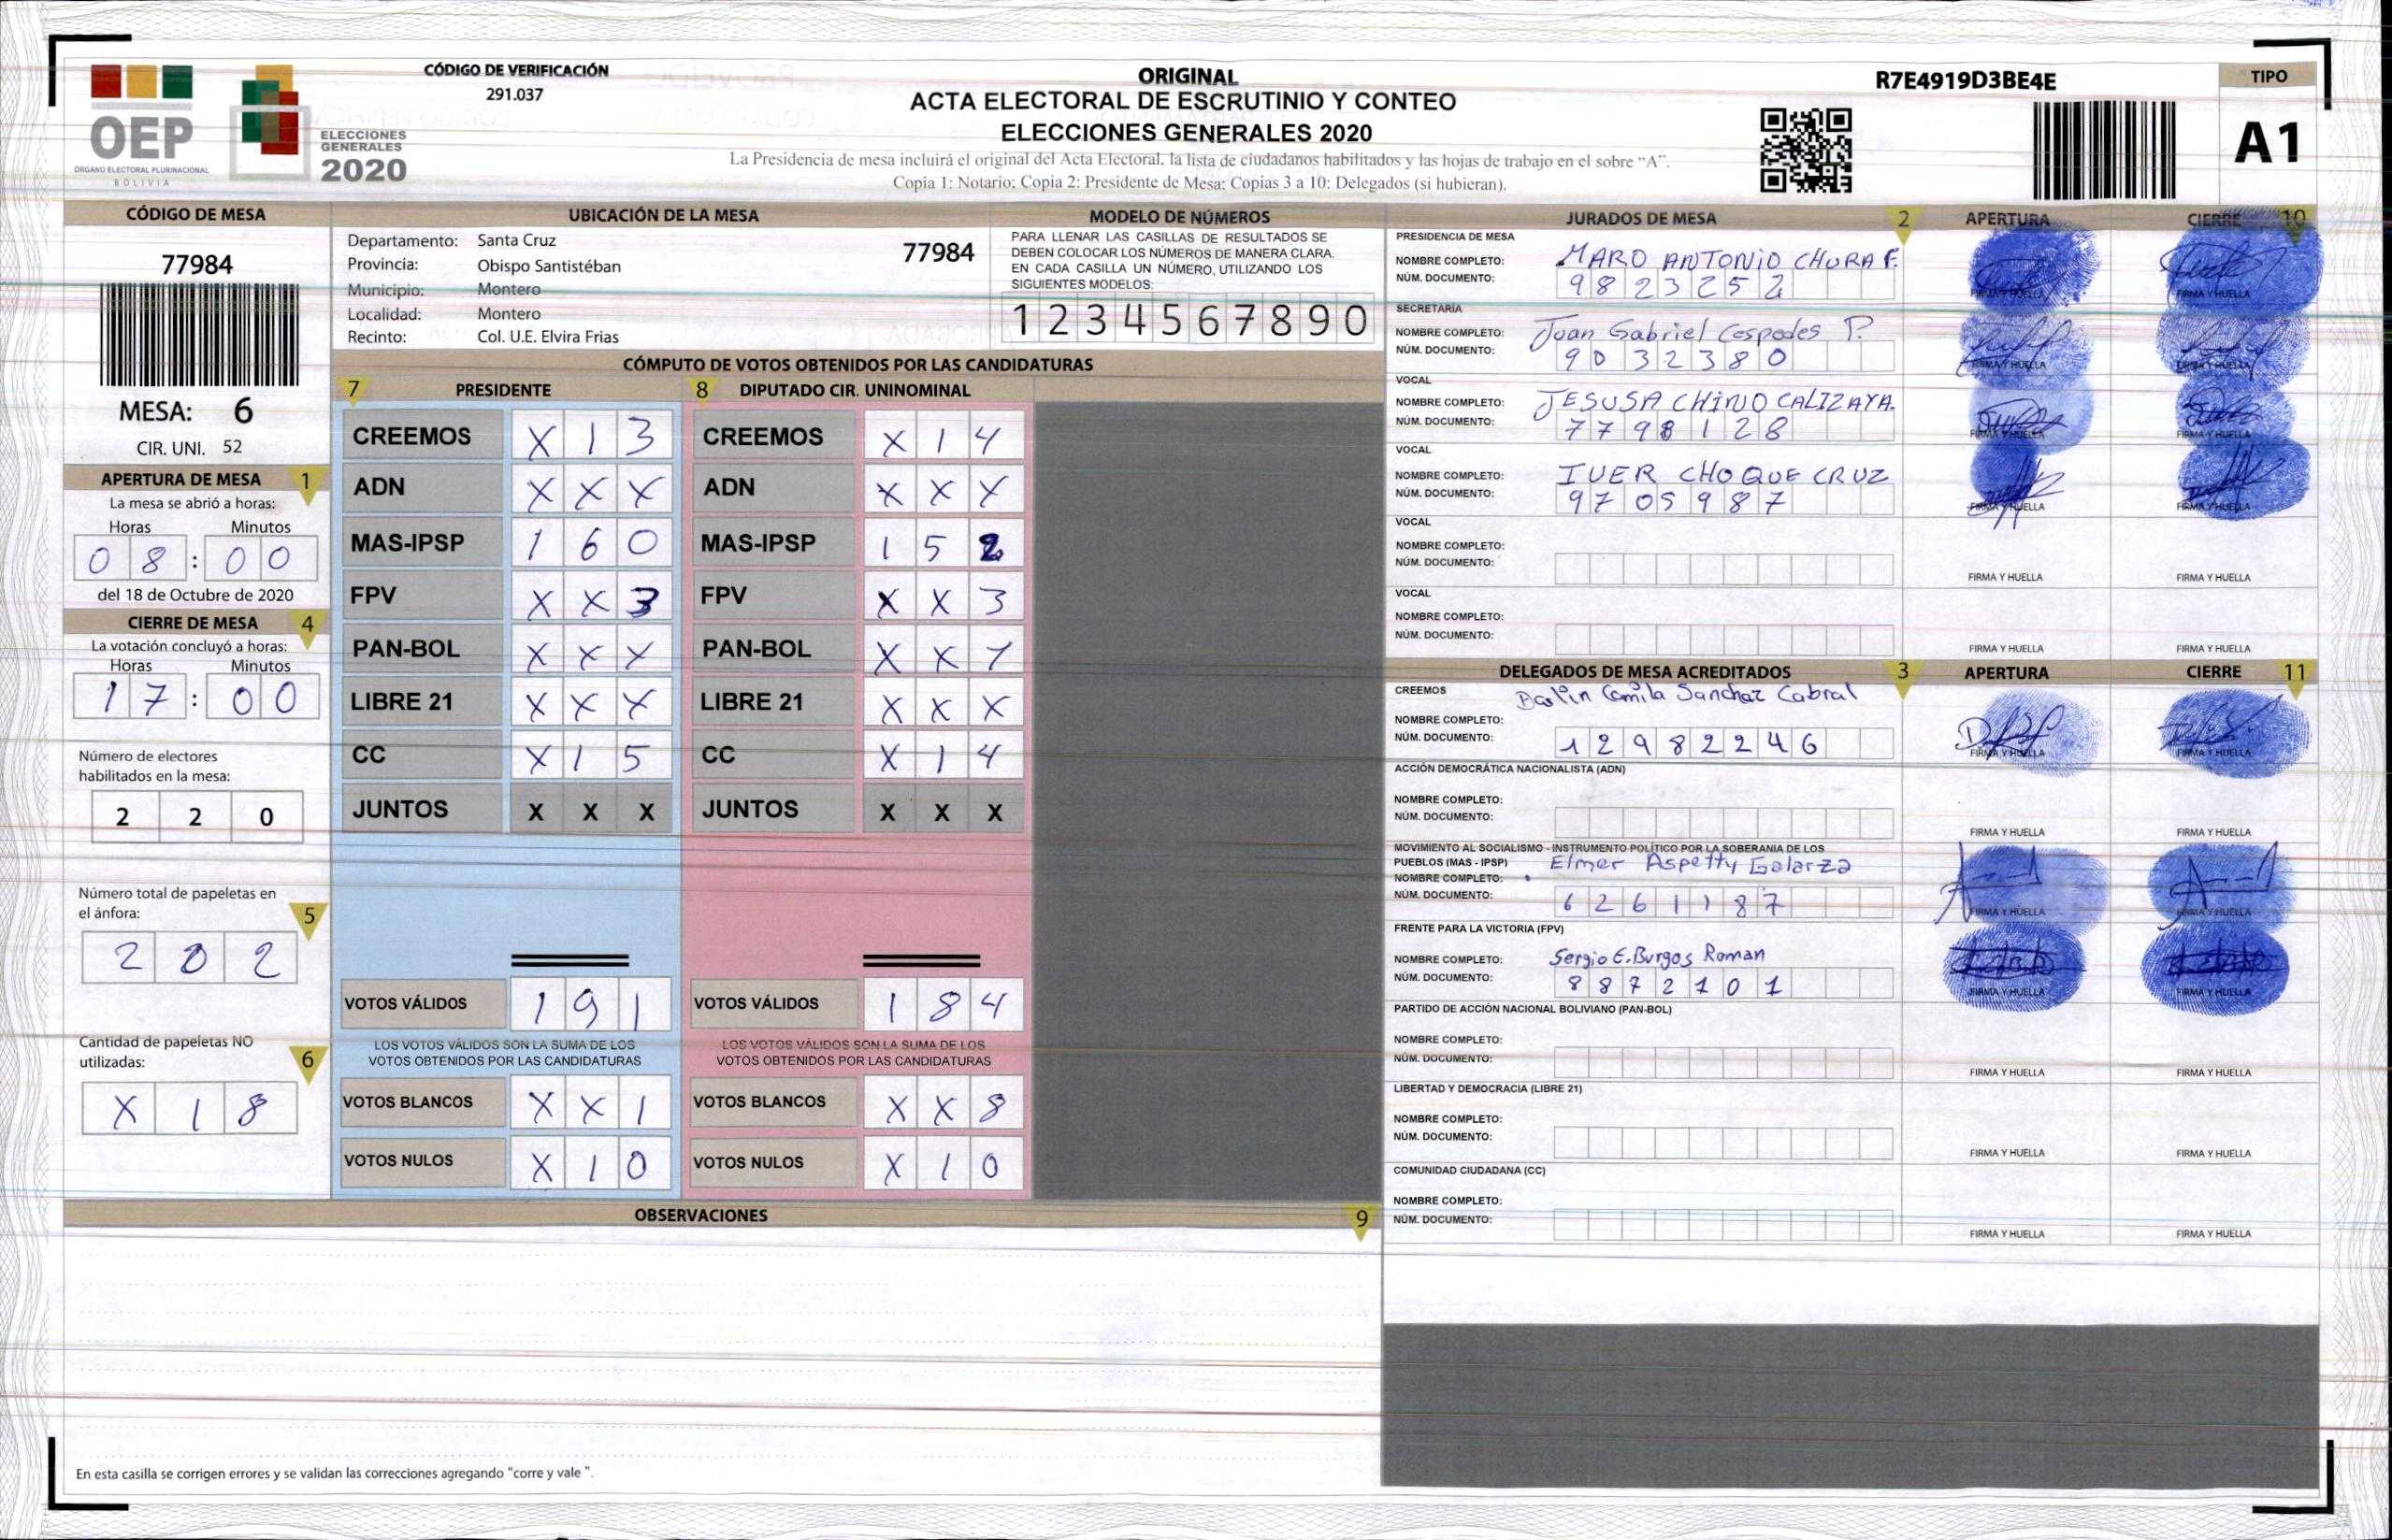 CÓDIGO DE VERIFICACIÓN
291.037
OEP
ÓRGANO ELECTORAL PLURINACIONAL
BOLIVIA
ELECCIONES
GENERALES
2020
ORIGINAL
ACTA ELECTORAL DE ESCRUTINIO Y CONTEO
ELECCIONES GENERALES 2020
La Presidencia de mesa incluirá el original del Acta Electoral, la lista de ciudadanos habilitados y las hojas de trabajo en el sobre “A”.
Copia 1: Notario; Copia 2: Presidente de Mesa; Copias 3 a 10: Delegados (si hubieran).
R7E4919D3BE4E
TIPO
A1
CÓDIGO DE MESA
77984
MESA: 6
CIR. UNI. 52
APERTURA DE MESA 1
La mesa se abrió a horas:
Horas Minutos
08 : 00
del 18 de Octubre de 2020
CIERRE DE MESA 4
La votación concluyó a horas:
Horas Minutos
17 : 00
Número de electores
habilitados en la mesa:
2 2 0
Número total de papeletas en
el ánfora: 5
2 0 2
Cantidad de papeletas NO
utilizadas: 6
X 1 8
UBICACIÓN DE LA MESA
Departamento: Santa Cruz
Provincia: Obispo Santistéban
Municipio: Montero
Localidad: Montero
Recinto: Col. U.E. Elvira Frias
77984
MODELO DE NÚMEROS
PARA LLENAR LAS CASILLAS DE RESULTADOS SE
DEBEN COLOCAR LOS NÚMEROS DE MANERA CLARA.
EN CADA CASILLA UN NÚMERO, UTILIZANDO LOS
SIGUIENTES MODELOS:
1 2 3 4 5 6 7 8 9 0
CÓMPUTO DE VOTOS OBTENIDOS POR LAS CANDIDATURAS
7 PRESIDENTE 8 DIPUTADO CIR. UNINOMINAL
CREEMOS X 1 3 CREEMOS X 1 4
ADN X X X ADN X X X
MAS-IPSP 1 6 0 MAS-IPSP 1 5 2
FPV X X 3 FPV X X 3
PAN-BOL X X X PAN-BOL X X 1
LIBRE 21 X X X LIBRE 21 X X X
CC X 1 5 CC X 1 4
JUNTOS X X X JUNTOS X X X
VOTOS VÁLIDOS 1 9 1 VOTOS VÁLIDOS 1 8 4
LOS VOTOS VÁLIDOS SON LA SUMA DE LOS LOS VOTOS VÁLIDOS SON LA SUMA DE LOS
VOTOS OBTENIDOS POR LAS CANDIDATURAS VOTOS OBTENIDOS POR LAS CANDIDATURAS
VOTOS BLANCOS X X 1 VOTOS BLANCOS X X 8
VOTOS NULOS X 1 0 VOTOS NULOS X 1 0
OBSERVACIONES 9
En esta casilla se corrigen errores y se validan las correcciones agregando “corre y vale ”.
JURADOS DE MESA 2 APERTURA CIERRE 10
PRESIDENCIA DE MESA
NOMBRE COMPLETO: MARO ANTONIO CHURA F.
NÚM. DOCUMENTO: 9823252
FIRMA Y HUELLA FIRMA Y HUELLA
SECRETARÍA
NOMBRE COMPLETO: Juan Gabriel Cespedes P.
NÚM. DOCUMENTO: 9032380
FIRMA Y HUELLA FIRMA Y HUELLA
VOCAL
NOMBRE COMPLETO: JESUSA CHINO CALIZAYA.
NÚM. DOCUMENTO: 7798128
FIRMA Y HUELLA FIRMA Y HUELLA
VOCAL
NOMBRE COMPLETO: IVER CHOQUE CRUZ
NÚM. DOCUMENTO: 9705987
FIRMA Y HUELLA FIRMA Y HUELLA
VOCAL
NOMBRE COMPLETO:
NÚM. DOCUMENTO:
FIRMA Y HUELLA FIRMA Y HUELLA
VOCAL
NOMBRE COMPLETO:
NÚM. DOCUMENTO:
FIRMA Y HUELLA FIRMA Y HUELLA
DELEGADOS DE MESA ACREDITADOS 3 APERTURA CIERRE 11
CREEMOS
Camila Sanchez Cabral
NOMBRE COMPLETO:
NÚM. DOCUMENTO: 12982246
FIRMA Y HUELLA FIRMA Y HUELLA
ACCIÓN DEMOCRÁTICA NACIONALISTA (ADN)
NOMBRE COMPLETO:
NÚM. DOCUMENTO:
FIRMA Y HUELLA FIRMA Y HUELLA
MOVIMIENTO AL SOCIALISMO - INSTRUMENTO POLÍTICO POR LA SOBERANÍA DE LOS
PUEBLOS (MAS - IPSP) Elmer Aspetty Galarza
NOMBRE COMPLETO:
NÚM. DOCUMENTO: 6261187
FIRMA Y HUELLA FIRMA Y HUELLA
FRENTE PARA LA VICTORIA (FPV)
NOMBRE COMPLETO: Sergio E. Burgos Roman
NÚM. DOCUMENTO: 8872101
FIRMA Y HUELLA FIRMA Y HUELLA
PARTIDO DE ACCIÓN NACIONAL BOLIVIANO (PAN-BOL)
NOMBRE COMPLETO:
NÚM. DOCUMENTO:
FIRMA Y HUELLA FIRMA Y HUELLA
LIBERTAD Y DEMOCRACIA (LIBRE 21)
NOMBRE COMPLETO:
NÚM. DOCUMENTO:
FIRMA Y HUELLA FIRMA Y HUELLA
COMUNIDAD CIUDADANA (CC)
NOMBRE COMPLETO:
NÚM. DOCUMENTO:
FIRMA Y HUELLA FIRMA Y HUELLA